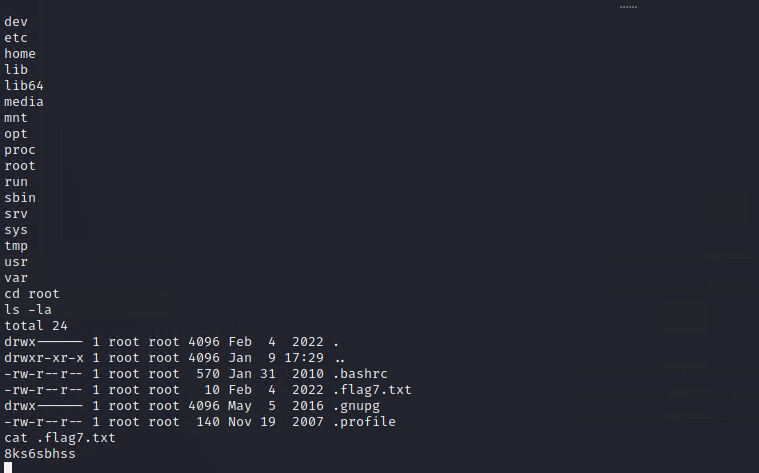 dev
etc
home
lib
lib64
media
mnt
opt
proc
root
run
sbin
srv
sys
tmp
usr
var
cd root
ls -la
total 24
drwx------ 1 root root 4096 Feb  4  2022 .
drwxr-xr-x 1 root root 4096 Jan  9 17:29 ..
-rw-r--r-- 1 root root  570 Jan 31  2010 .bashrc
-rw-r--r-- 1 root root   10 Feb  4  2022 .flag7.txt
drwx------ 1 root root 4096 May  5  2016 .gnupg
-rw-r--r-- 1 root root  140 Nov 19  2007 .profile
cat .flag7.txt
8ks6sbhss